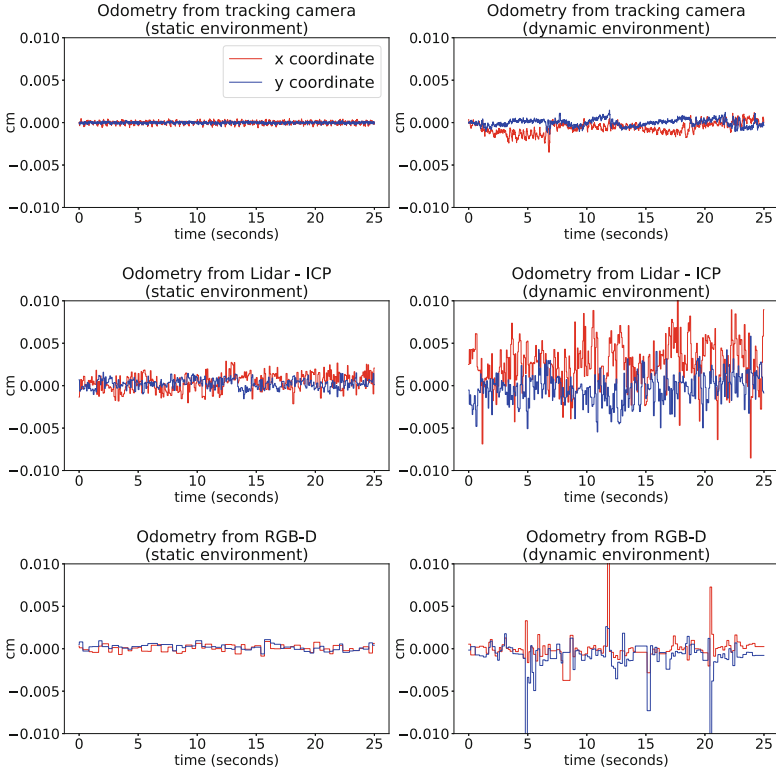 Odometry from tracking camera
(static environment)
0.010
0.005
0.000
−0.005
−0.010
cm
x coordinate
y coordinate
0 5 10 15 20 25
time (seconds)
Odometry from tracking camera
(dynamic environment)
0.010
0.005
0.000
−0.005
−0.010
cm
0 5 10 15 20 25
time (seconds)
Odometry from Lidar - ICP
(static environment)
0.010
0.005
0.000
−0.005
−0.010
cm
0 5 10 15 20 25
time (seconds)
Odometry from Lidar - ICP
(dynamic environment)
0.010
0.005
0.000
−0.005
−0.010
cm
0 5 10 15 20 25
time (seconds)
Odometry from RGB-D
(static environment)
0.010
0.005
0.000
−0.005
−0.010
cm
0 5 10 15 20 25
time (seconds)
Odometry from RGB-D
(dynamic environment)
0.010
0.005
0.000
−0.005
−0.010
cm
0 5 10 15 20 25
time (seconds)